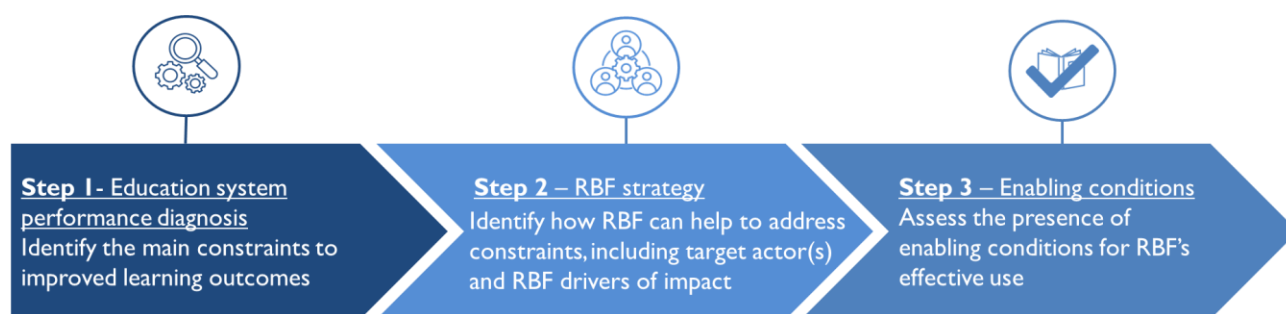 Step 1- Education system
performance diagnosis
Identify the main constraints to
improved learning outcomes
Step 2 – RBF strategy
Identify how RBF can help to address
constraints, including target actor(s)
and RBF drivers of impact
Step 3 – Enabling conditions
Assess the presence of
enabling conditions for RBF's
effective use